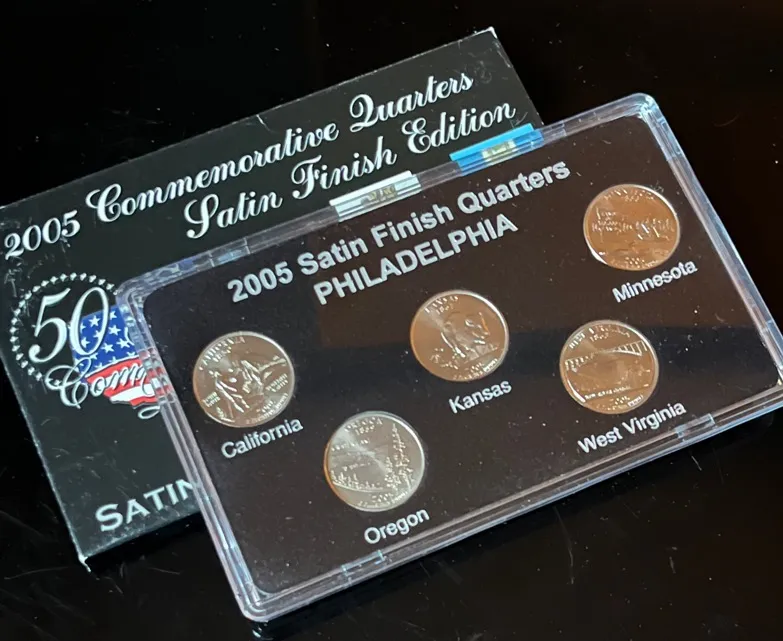 2005 Commemorative Quarters
Satin Finish Edition
50
SATIN
2005 Satin Finish Quarters
PHILADELPHIA
Minnesota
Kansas
West Virginia
California
Oregon